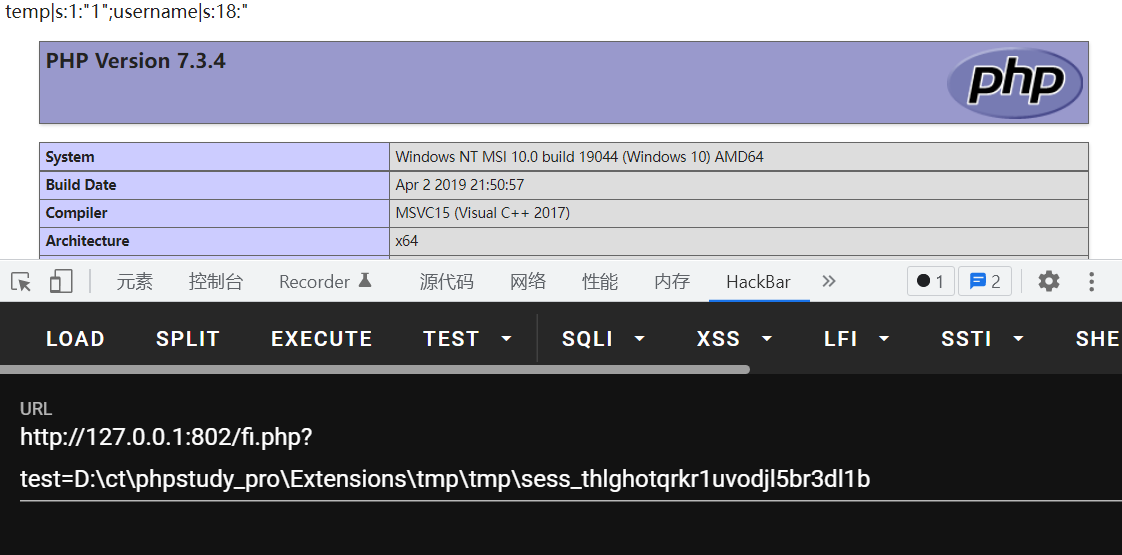 temp|s:1:"1";username|s:18:"
PHP Version 7.3.4
php
System Windows NT MSI 10.0 build 19044 (Windows 10) AMD64
Build Date Apr 2 2019 21:50:57
Compiler MSVC15 (Visual C++ 2017)
Architecture x64
元素 控制台 Recorder 源代码 网络 性能 内存 HackBar 1 2
LOAD SPLIT EXECUTE TEST SQLI XSS LFI SSTI SHE
URL
http://127.0.0.1:802/fi.php?
test=D:\ct\phpstudy_pro\Extensions\tmp\tmp\sess_thlghotqrkr1uvodjl5br3dl1b